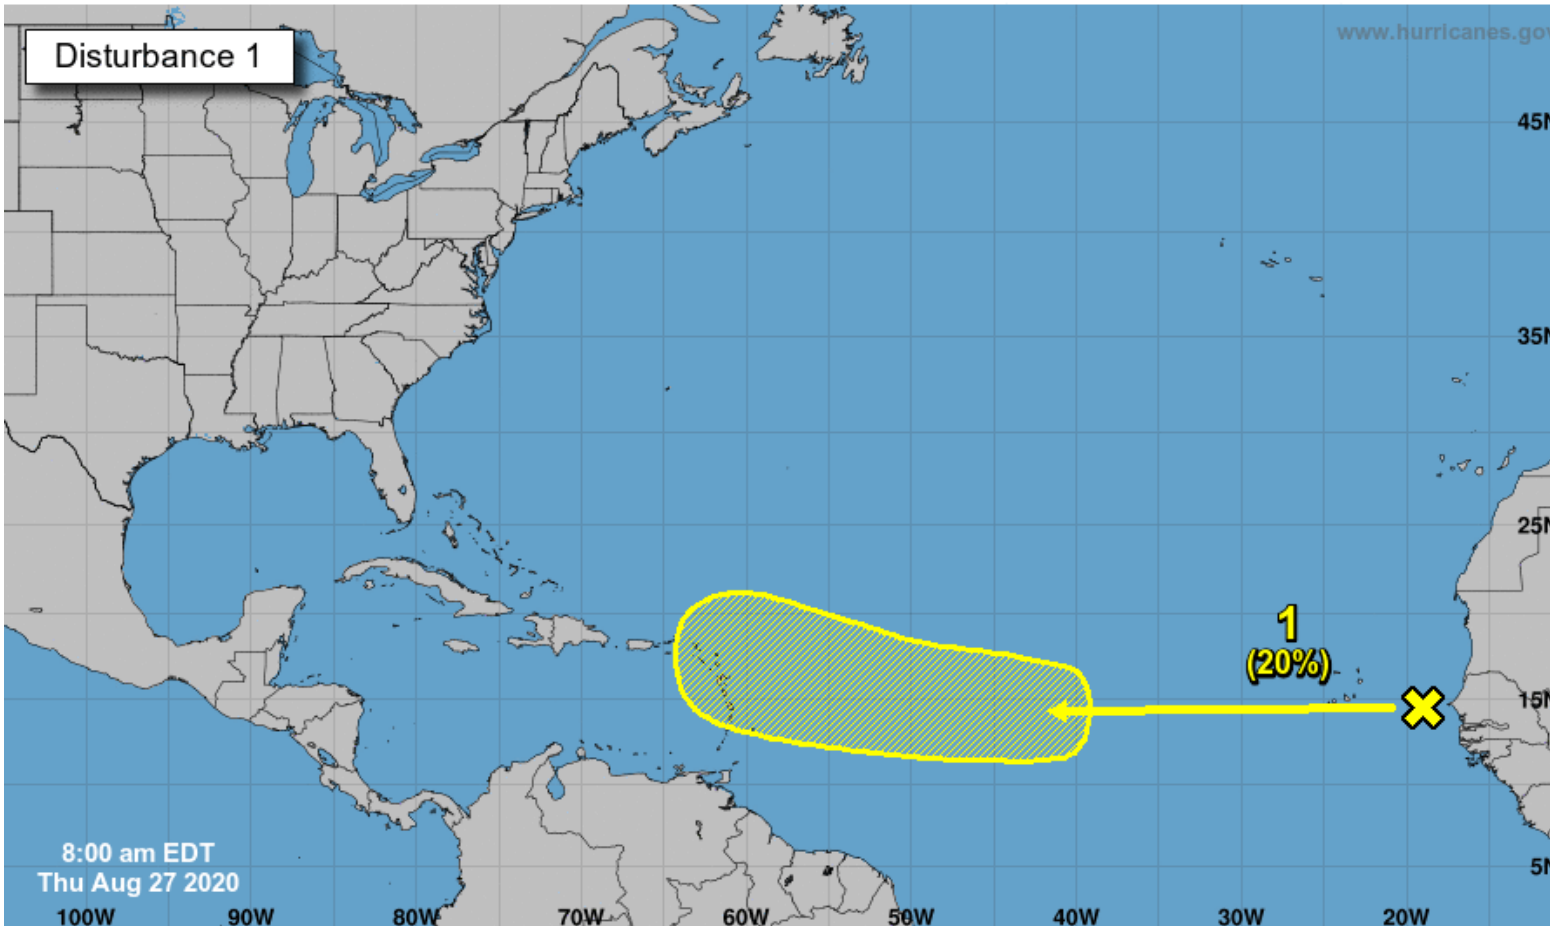 Disturbance 1
www.hurricanes.gov
45N
35N
1
(20%)
25N
15N
8:00 am EDT
Thu Aug 27 2020
5N
100W 90W 80W 70W 60W 50W 40W 30W 20W